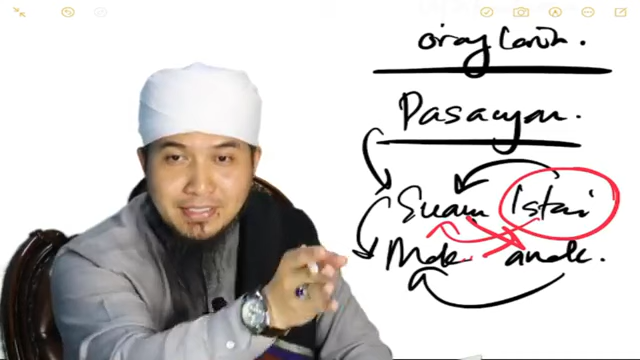 orang lain.
Pasangan.
Suami Istri
Mak anak.